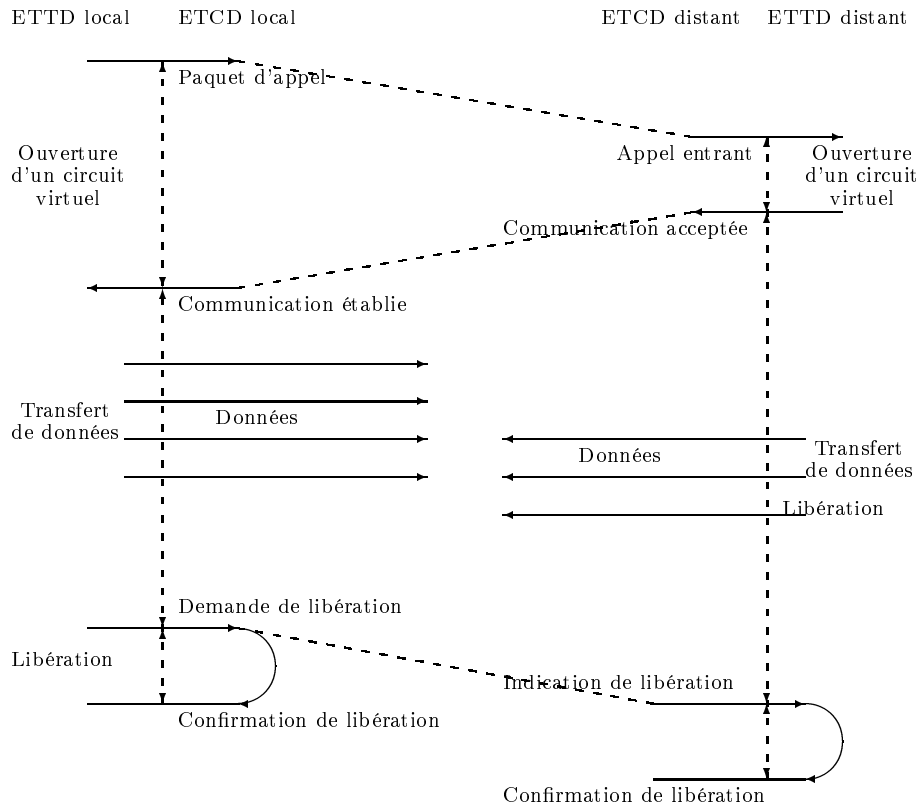 ETTD local
ETCD local
ETCD distant
ETTD distant
Paquet d'appel
Ouverture
d'un circuit
virtuel
Appel entrant
Ouverture
d'un circuit
virtuel
Communication acceptée
Communication établie
Transfert
de données
Données
Données
Transfert
de données
Libération
Demande de libération
Libération
Indication de libération
Confirmation de libération
Confirmation de libération